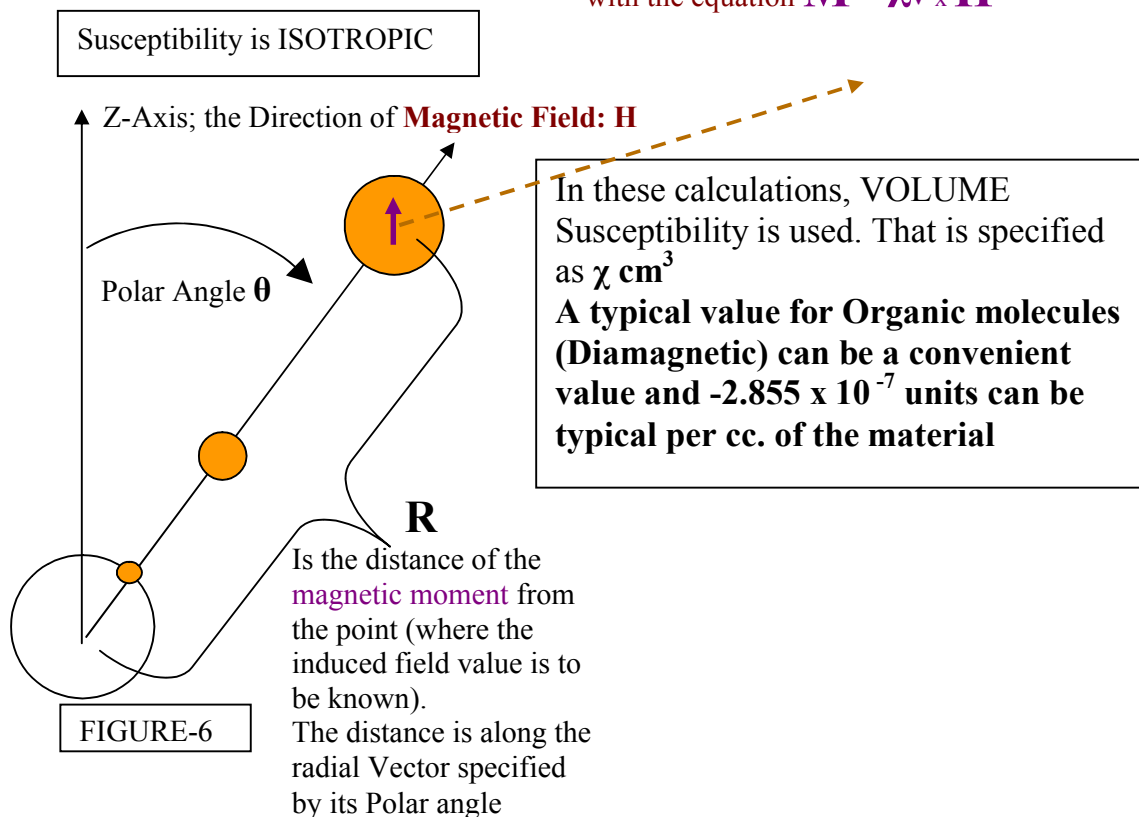 with the equation
Susceptibility is ISOTROPIC
Z-Axis; the Direction of Magnetic Field: H
Polar Angle θ
In these calculations, VOLUME
Susceptibility is used. That is specified
as χ cm³
A typical value for Organic molecules
(Diamagnetic) can be a convenient
value and -2.855 x 10 ⁻⁷ units can be
typical per cc. of the material
R
Is the distance of the
magnetic moment from
the point (where the
induced field value is to
be known).
The distance is along the
radial Vector specified
by its Polar angle
FIGURE-6